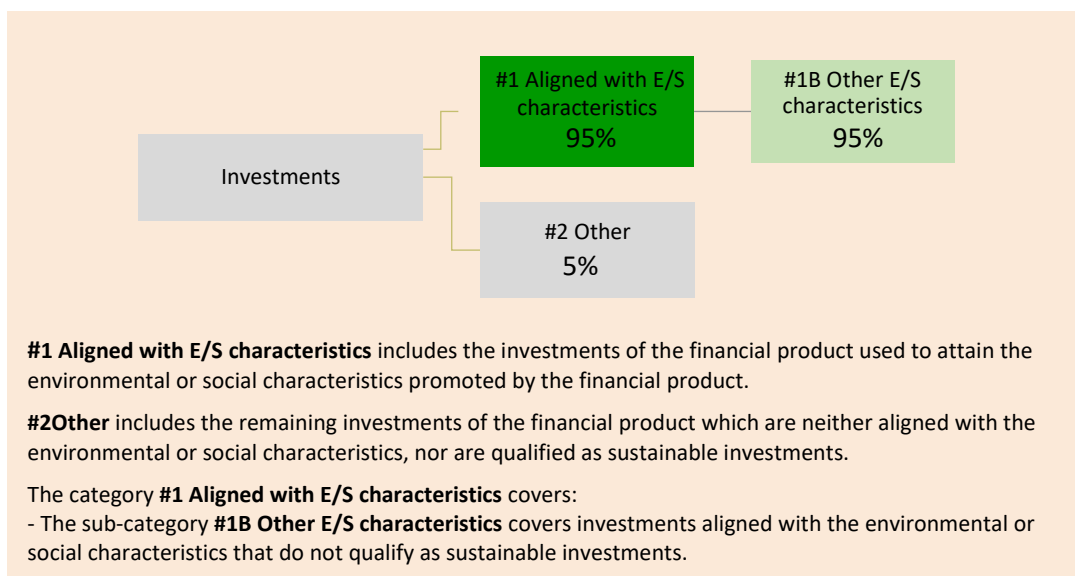 #1 Aligned with E/S
characteristics
95%
#1B Other E/S
characteristics
95%
Investments
#2 Other
5%
#1 Aligned with E/S characteristics includes the investments of the financial product used to attain the
environmental or social characteristics promoted by the financial product.
#2Other includes the remaining investments of the financial product which are neither aligned with the
environmental or social characteristics, nor are qualified as sustainable investments.
The category #1 Aligned with E/S characteristics covers:
- The sub-category #1B Other E/S characteristics covers investments aligned with the environmental or
social characteristics that do not qualify as sustainable investments.